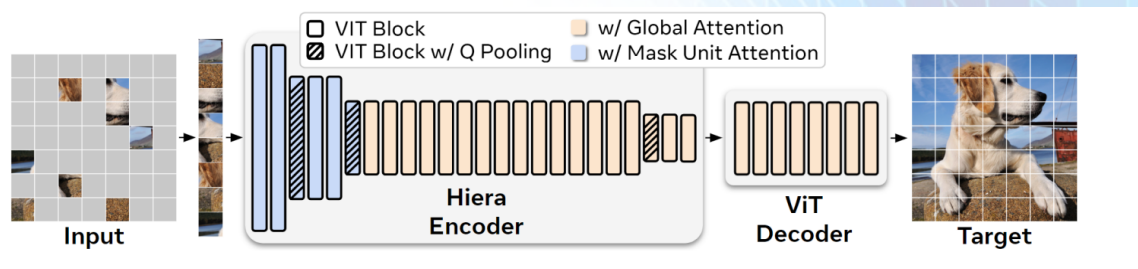 VIT Block
w/ Global Attention
VIT Block w/ Q Pooling
w/ Mask Unit Attention
Input
Hiera
Encoder
ViT
Decoder
Target